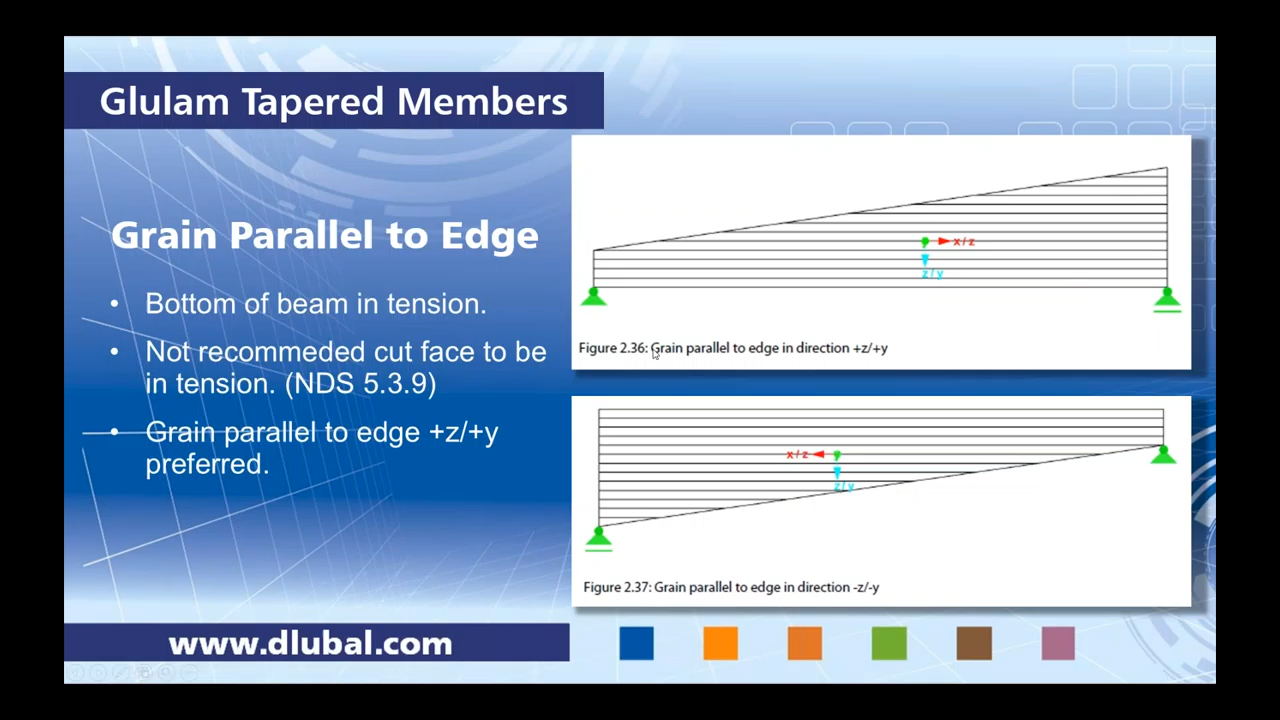 Glulam Tapered Members
Grain Parallel to Edge
• Bottom of beam in tension.
• Not recommeded cut face to be
in tension. (NDS 5.3.9)
• Grain parallel to edge +z/+y
preferred.
x/z
z/y
Figure 2.36: Grain parallel to edge in direction +z/+y
x/z
z/y
Figure 2.37: Grain parallel to edge in direction -z/-y
www.dlubal.com